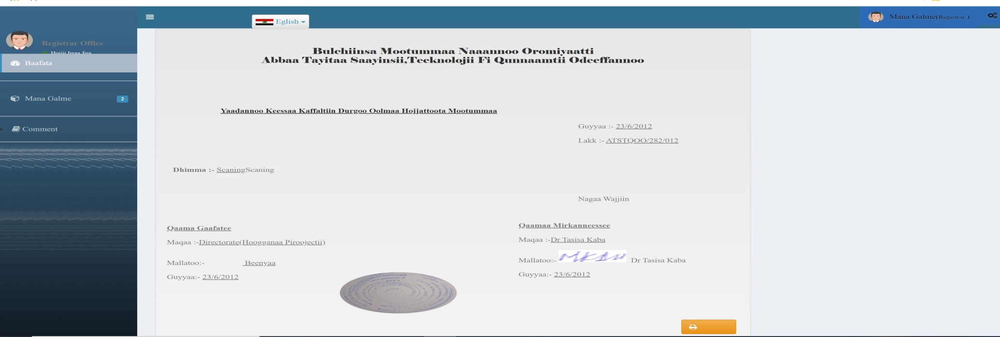 Eglish
Mana Galme(Registrar )
Registrar Office
Hojiii Irraa Jira
Baafata
Mana Galme 2
Comment
Bulchiinsa Mootummaa Naaannoo Oromiyaatti
Abbaa Tayitaa Saayinsii,Teeknolojii Fi Qunnaamtii Odeeffannoo
Yaadannoo Keessaa Kaffaltiin Durgoo Oolmaa Hojjattoota Mootummaa
Guyyaa :- 23/6/2012
Lakk :- ATSTQOO/282/012
Dhimma :- ScaningScaning
Nagaa Wajjiin
Qaama Gaafatee
Maqaa :-Directorate(Hoogganaa Piroojectii)
Mallatoo:- Beenyaa
Guyyaa:- 23/6/2012
Qaamaa Mirkanneessee
Maqaa :-Dr Tasisa Kaba
Mallatoo:- Dr Tasisa Kaba
Guyyaa:- 23/6/2012